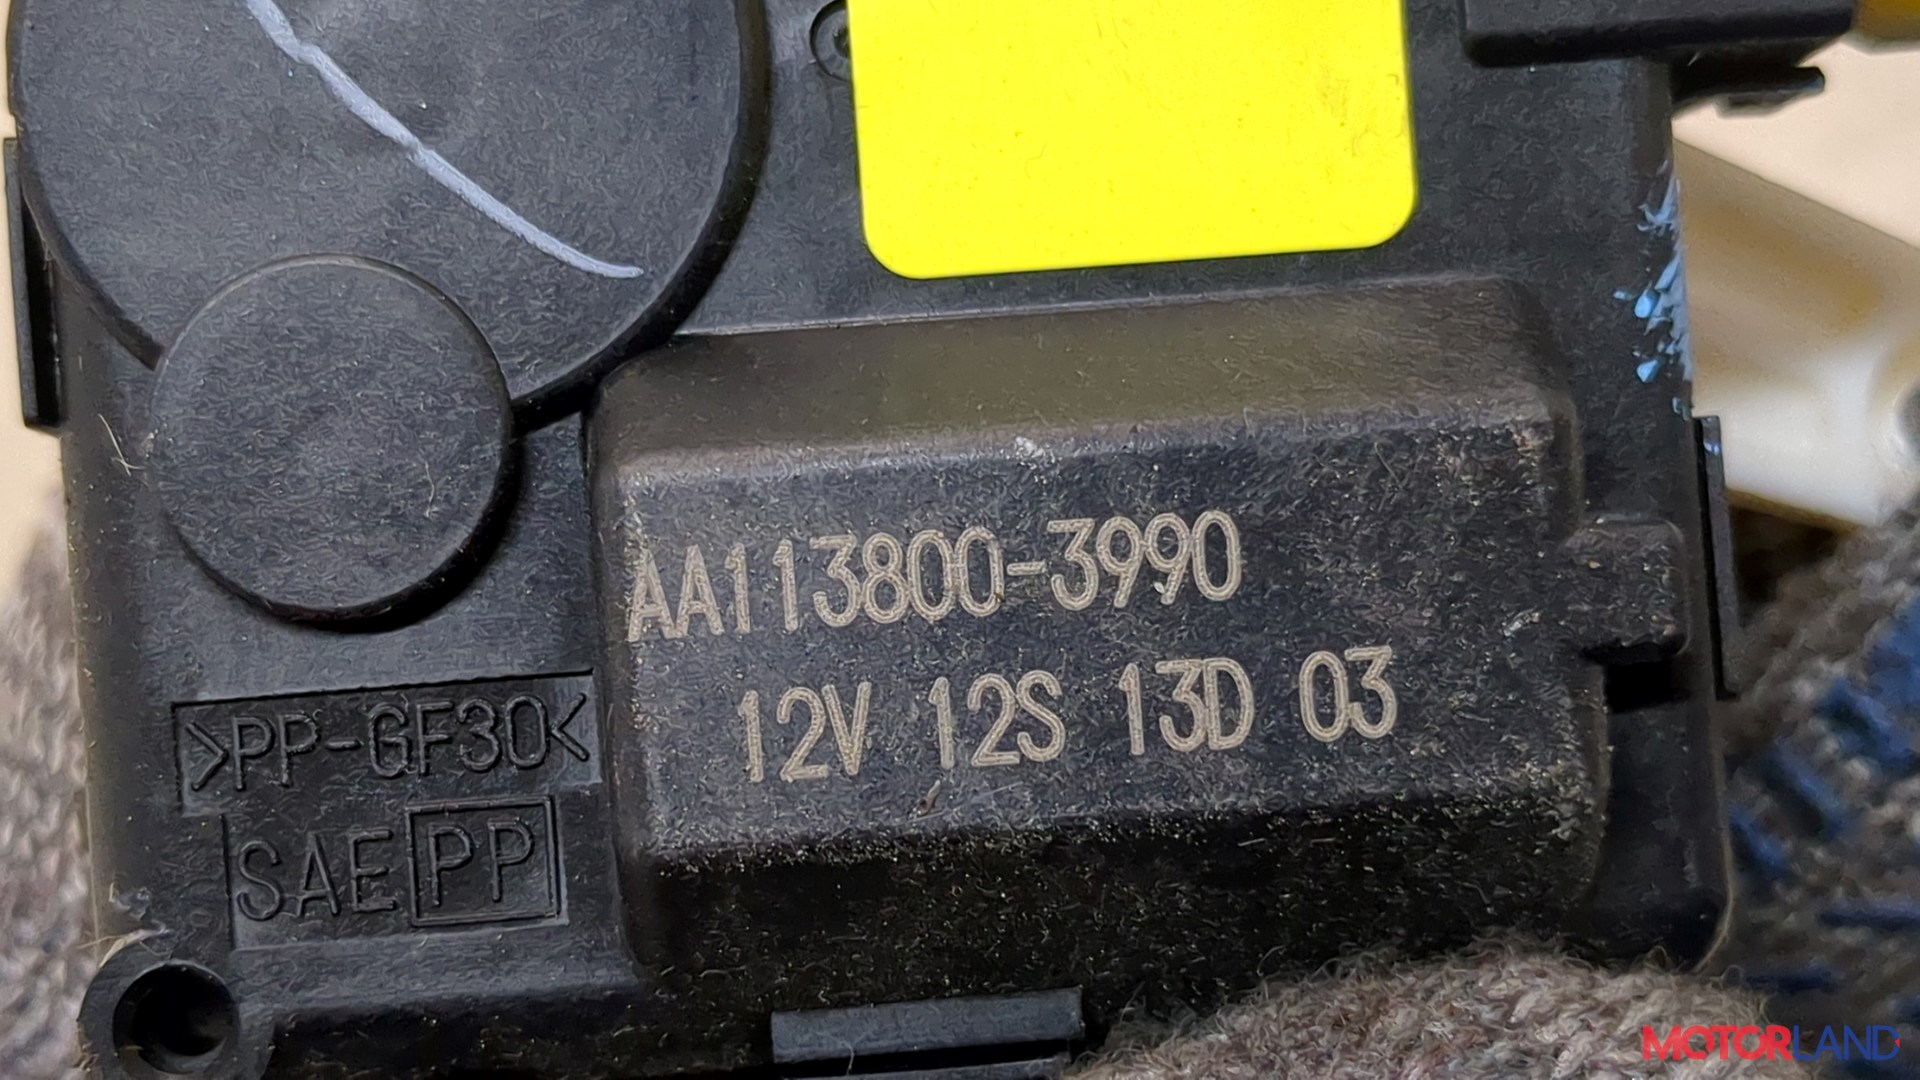 AA113800-3990
12V 12S 13D 03
>PP-GF30<
SAE PP
MOTORLAND